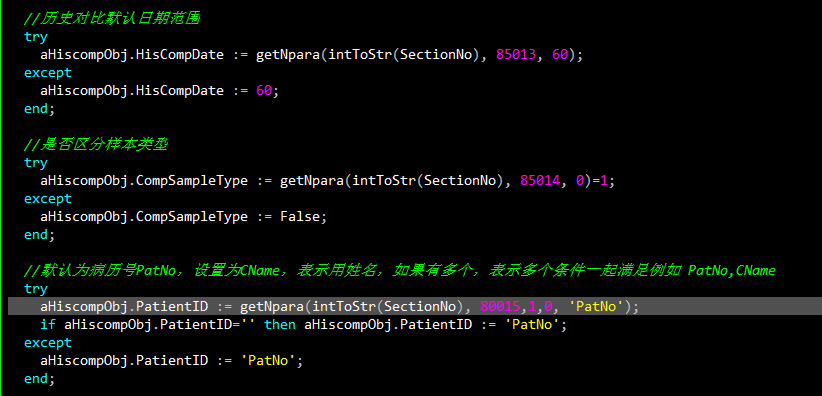 //历史对比默认日期范围
try
aHiscompObj.HisCompDate := getNpara(intToStr(SectionNo), 85013, 60);
except
aHiscompObj.HisCompDate := 60;
end;
//是否区分样本类型
try
aHiscompObj.CompSampleType := getNpara(intToStr(SectionNo), 85014, 0)=1;
except
aHiscompObj.CompSampleType := False;
end;
//默认为病历号PatNo, 设置为CName, 表示用姓名, 如果有多个, 表示多个条件一起满足例如 PatNo,CName
try
aHiscompObj.PatientID := getNpara(intToStr(SectionNo), 80015,1,0, 'PatNo');
if aHiscompObj.PatientID='' then aHiscompObj.PatientID := 'PatNo';
except
aHiscompObj.PatientID := 'PatNo';
end;